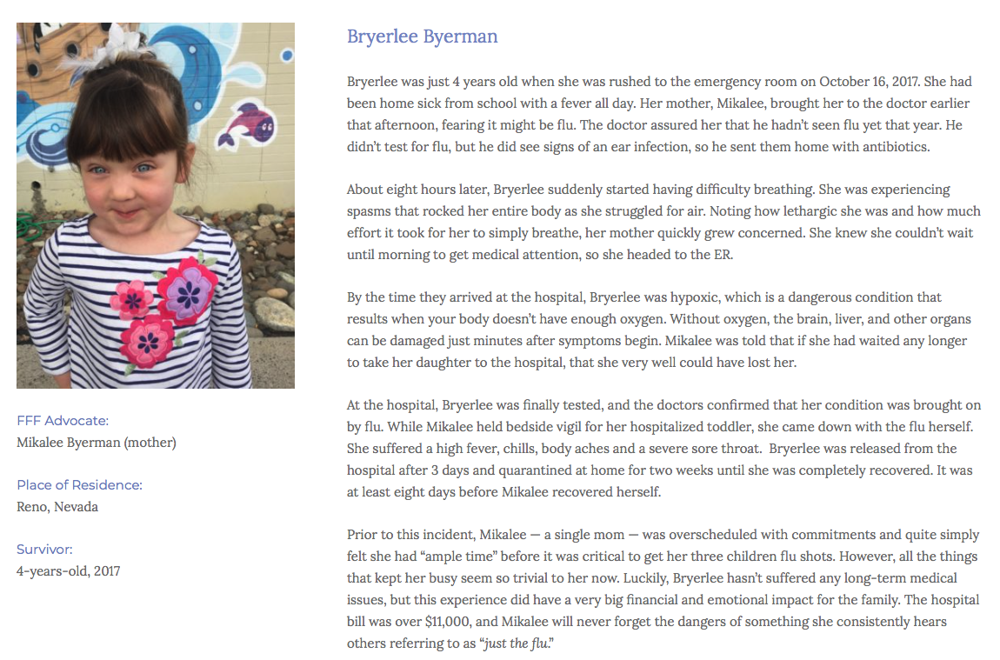 Bryerlee Byerman
Bryerlee was just 4 years old when she was rushed to the emergency room on October 16, 2017. She had
been home sick from school with a fever all day. Her mother, Mikalee, brought her to the doctor earlier
that afternoon, fearing it might be flu. The doctor assured her that he hadn't seen flu yet that year. He
didn't test for flu, but he did see signs of an ear infection, so he sent them home with antibiotics.
About eight hours later, Bryerlee suddenly started having difficulty breathing. She was experiencing
spasms that rocked her entire body as she struggled for air. Noting how lethargic she was and how much
effort it took for her to simply breathe, her mother quickly grew concerned. She knew she couldn't wait
until morning to get medical attention, so she headed to the ER.
By the time they arrived at the hospital, Bryerlee was hypoxic, which is a dangerous condition that
results when your body doesn't have enough oxygen. Without oxygen, the brain, liver, and other organs
can be damaged just minutes after symptoms begin. Mikalee was told that if she had waited any longer
to take her daughter to the hospital, that she very well could have lost her.
At the hospital, Bryerlee was finally tested, and the doctors confirmed that her condition was brought on
by flu. While Mikalee held bedside vigil for her hospitalized toddler, she came down with the flu herself.
She suffered a high fever, chills, body aches and a severe sore throat.  Bryerlee was released from the
hospital after 3 days and quarantined at home for two weeks until she was completely recovered. It was
at least eight days before Mikalee recovered herself.
Prior to this incident, Mikalee — a single mom — was overscheduled with commitments and quite simply
felt she had “ample time” before it was critical to get her three children flu shots. However, all the things
that kept her busy seem so trivial to her now. Luckily, Bryerlee hasn't suffered any long-term medical
issues, but this experience did have a very big financial and emotional impact for the family. The hospital
bill was over $11,000, and Mikalee will never forget the dangers of something she consistently hears
others referring to as “just the flu.”
FFF Advocate:
Mikalee Byerman (mother)
Place of Residence:
Reno, Nevada
Survivor:
4-years-old, 2017